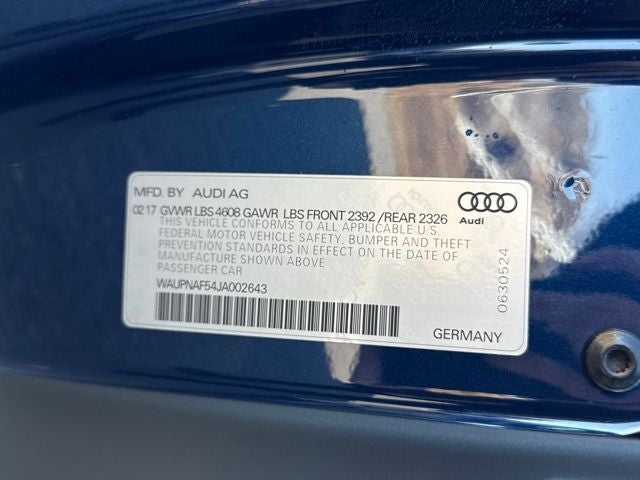 MFD. BY AUDI AG
02 17 GVWR LBS 4608 GAWR LBS FRONT 2392 /REAR 2326
THIS VEHICLE CONFORMS TO ALL APPLICABLE U.S.
FEDERAL MOTOR VEHICLE SAFETY, BUMPER AND THEFT
PREVENTION STANDARDS IN EFFECT ON THE DATE OF
MANUFACTURE SHOWN ABOVE
PASSENGER CAR
WAUPNAF54JA002643
Audi
0630524
GERMANY